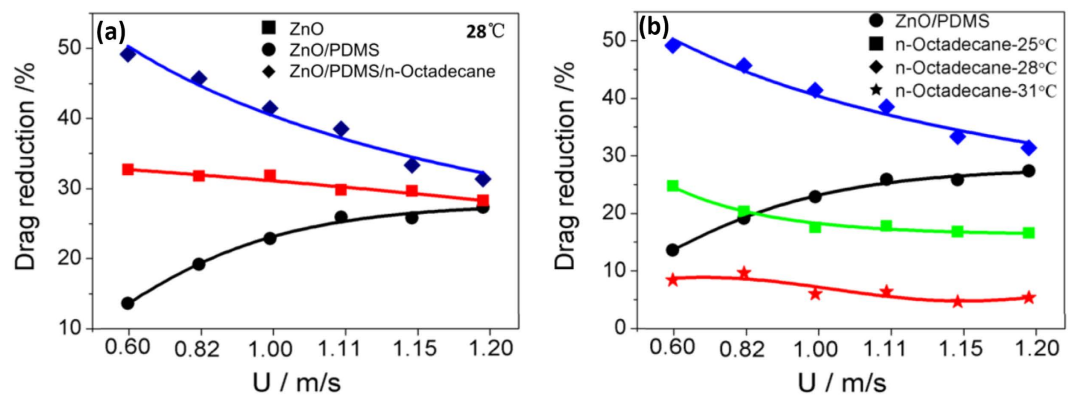 (a)
28℃
ZnO
ZnO/PDMS
ZnO/PDMS/n-Octadecane
Drag reduction /%
50
40
30
20
10
0.60 0.82 1.00 1.11 1.15 1.20
U / m/s
(b)
ZnO/PDMS
n-Octadecane-25℃
n-Octadecane-28℃
n-Octadecane-31℃
Drag reduction /%
50
40
30
20
10
0
0.60 0.82 1.00 1.11 1.15 1.20
U / m/s